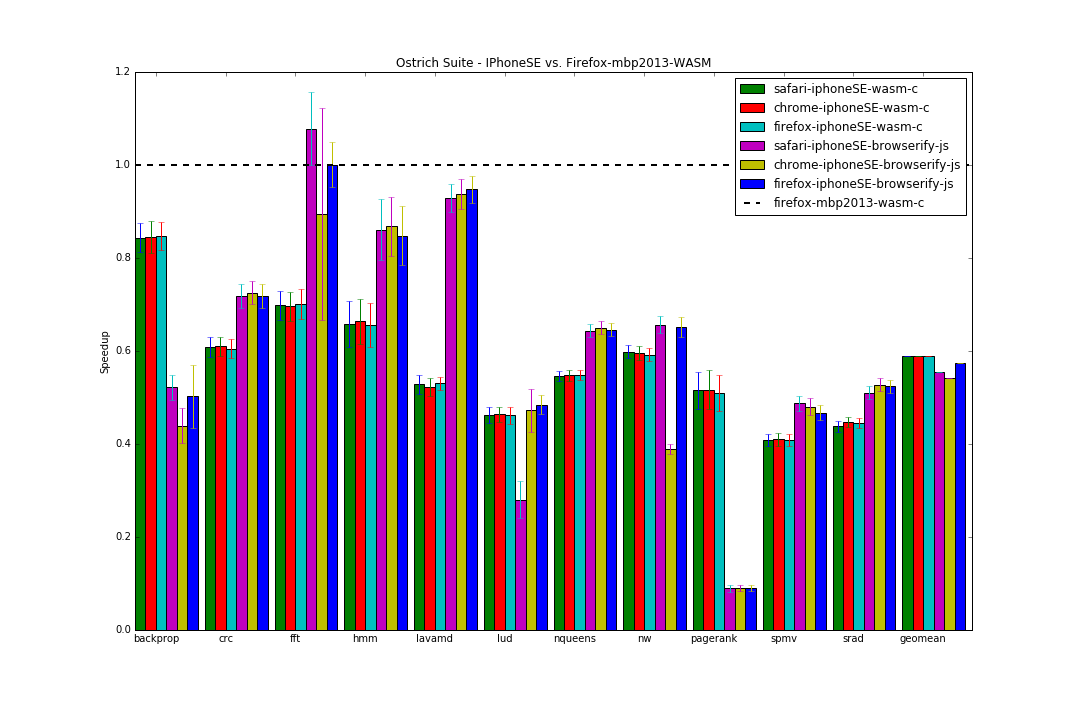 Ostrich Suite - IPhoneSE vs. Firefox-mbp2013-WASM
1.2
1.0
0.8
0.6
0.4
0.2
0.0
Speedup
safari-iphoneSE-wasm-c
chrome-iphoneSE-wasm-c
firefox-iphoneSE-wasm-c
safari-iphoneSE-browserify-js
chrome-iphoneSE-browserify-js
firefox-iphoneSE-browserify-js
firefox-mbp2013-wasm-c
backprop crc fft hmm lavamd lud nqueens nw pagerank spmv srad geomean